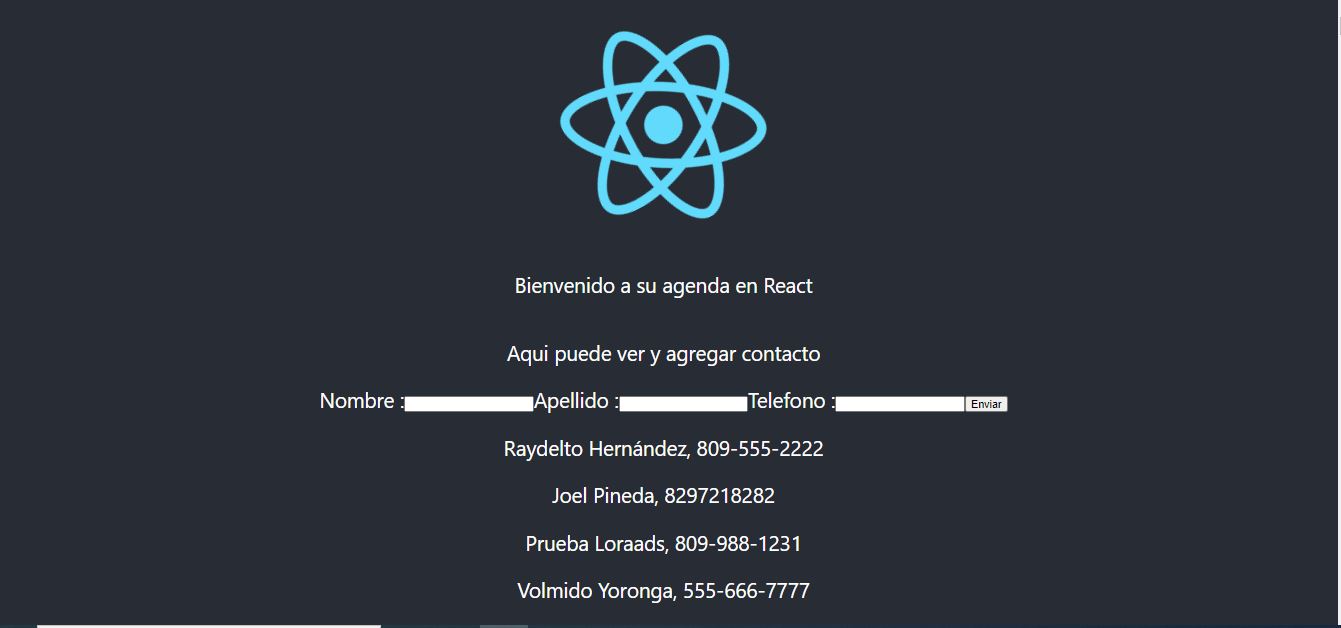 Bienvenido a su agenda en React
Aqui puede ver y agregar contacto
Nombre : Apellido : Telefono : Enviar
Raydelto Hernández, 809-555-2222
Joel Pineda, 8297218282
Prueba Loraads, 809-988-1231
Volmido Yoronga, 555-666-7777